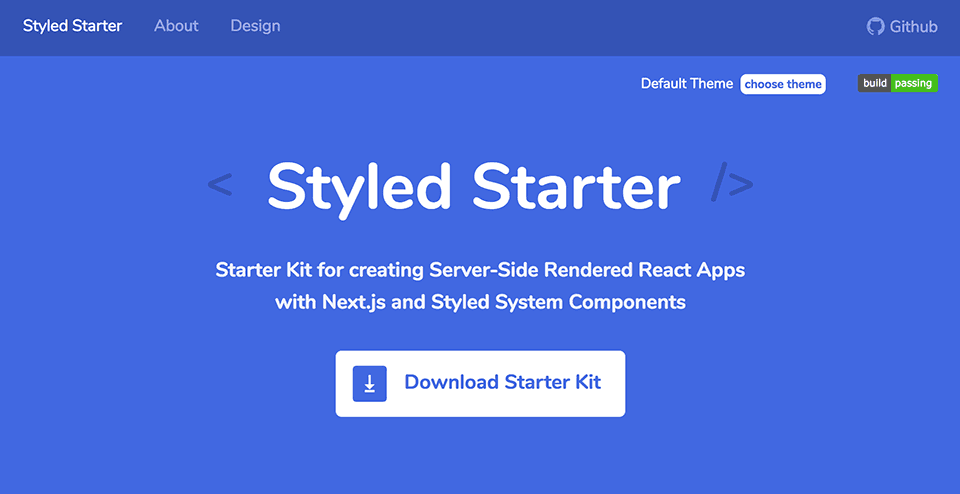 Styled Starter About Design Github
Default Theme choose theme build passing
< Styled Starter />
Starter Kit for creating Server-Side Rendered React Apps
with Next.js and Styled System Components
Download Starter Kit